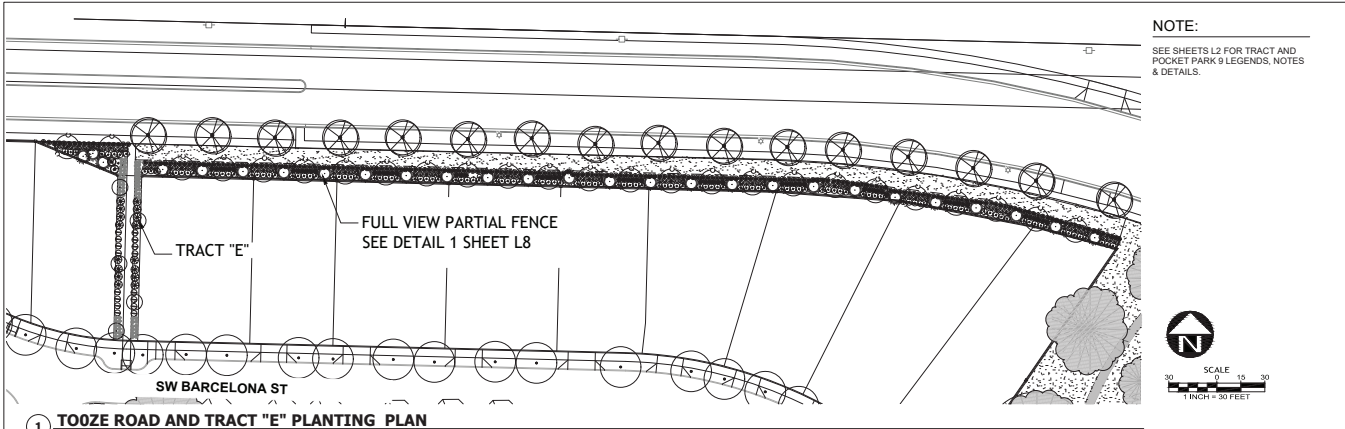 NOTE:
SEE SHEETS L2 FOR TRACT AND
POCKET PARK 9 LEGENDS, NOTES
& DETAILS.
FULL VIEW PARTIAL FENCE
SEE DETAIL 1 SHEET L8
TRACT "E"
N
SCALE
30 0 15 30
1 INCH = 30 FEET
SW BARCELONA ST
1 TOOZE ROAD AND TRACT "E" PLANTING PLAN